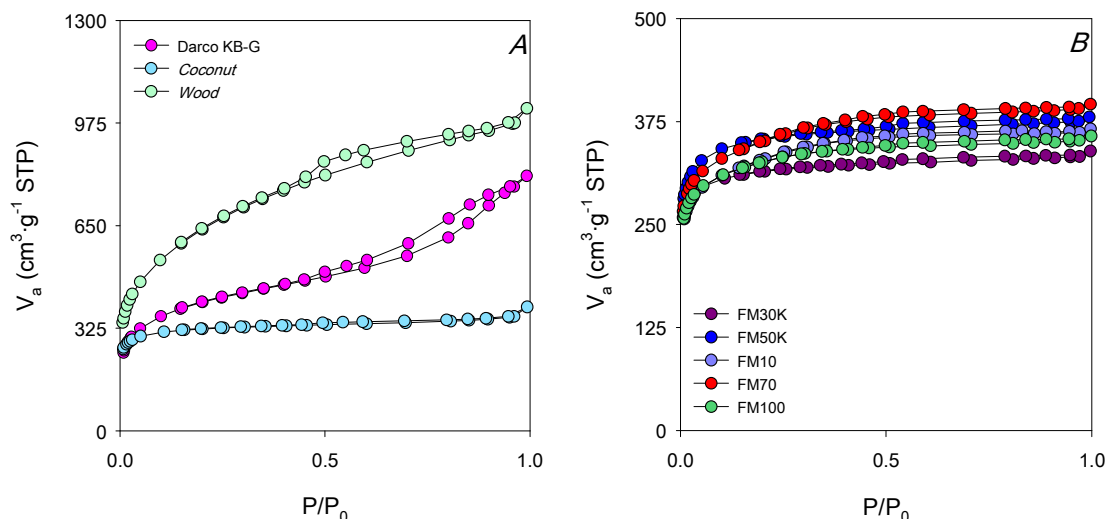 A
Vₐ (cm³·g⁻¹ STP)
1300
975
650
325
0
0.0
0.5
1.0
P/P₀
Darco KB-G
Coconut
Wood
B
Vₐ (cm³·g⁻¹ STP)
500
375
250
125
0
0.0
0.5
1.0
P/P₀
FM30K
FM50K
FM10
FM70
FM100